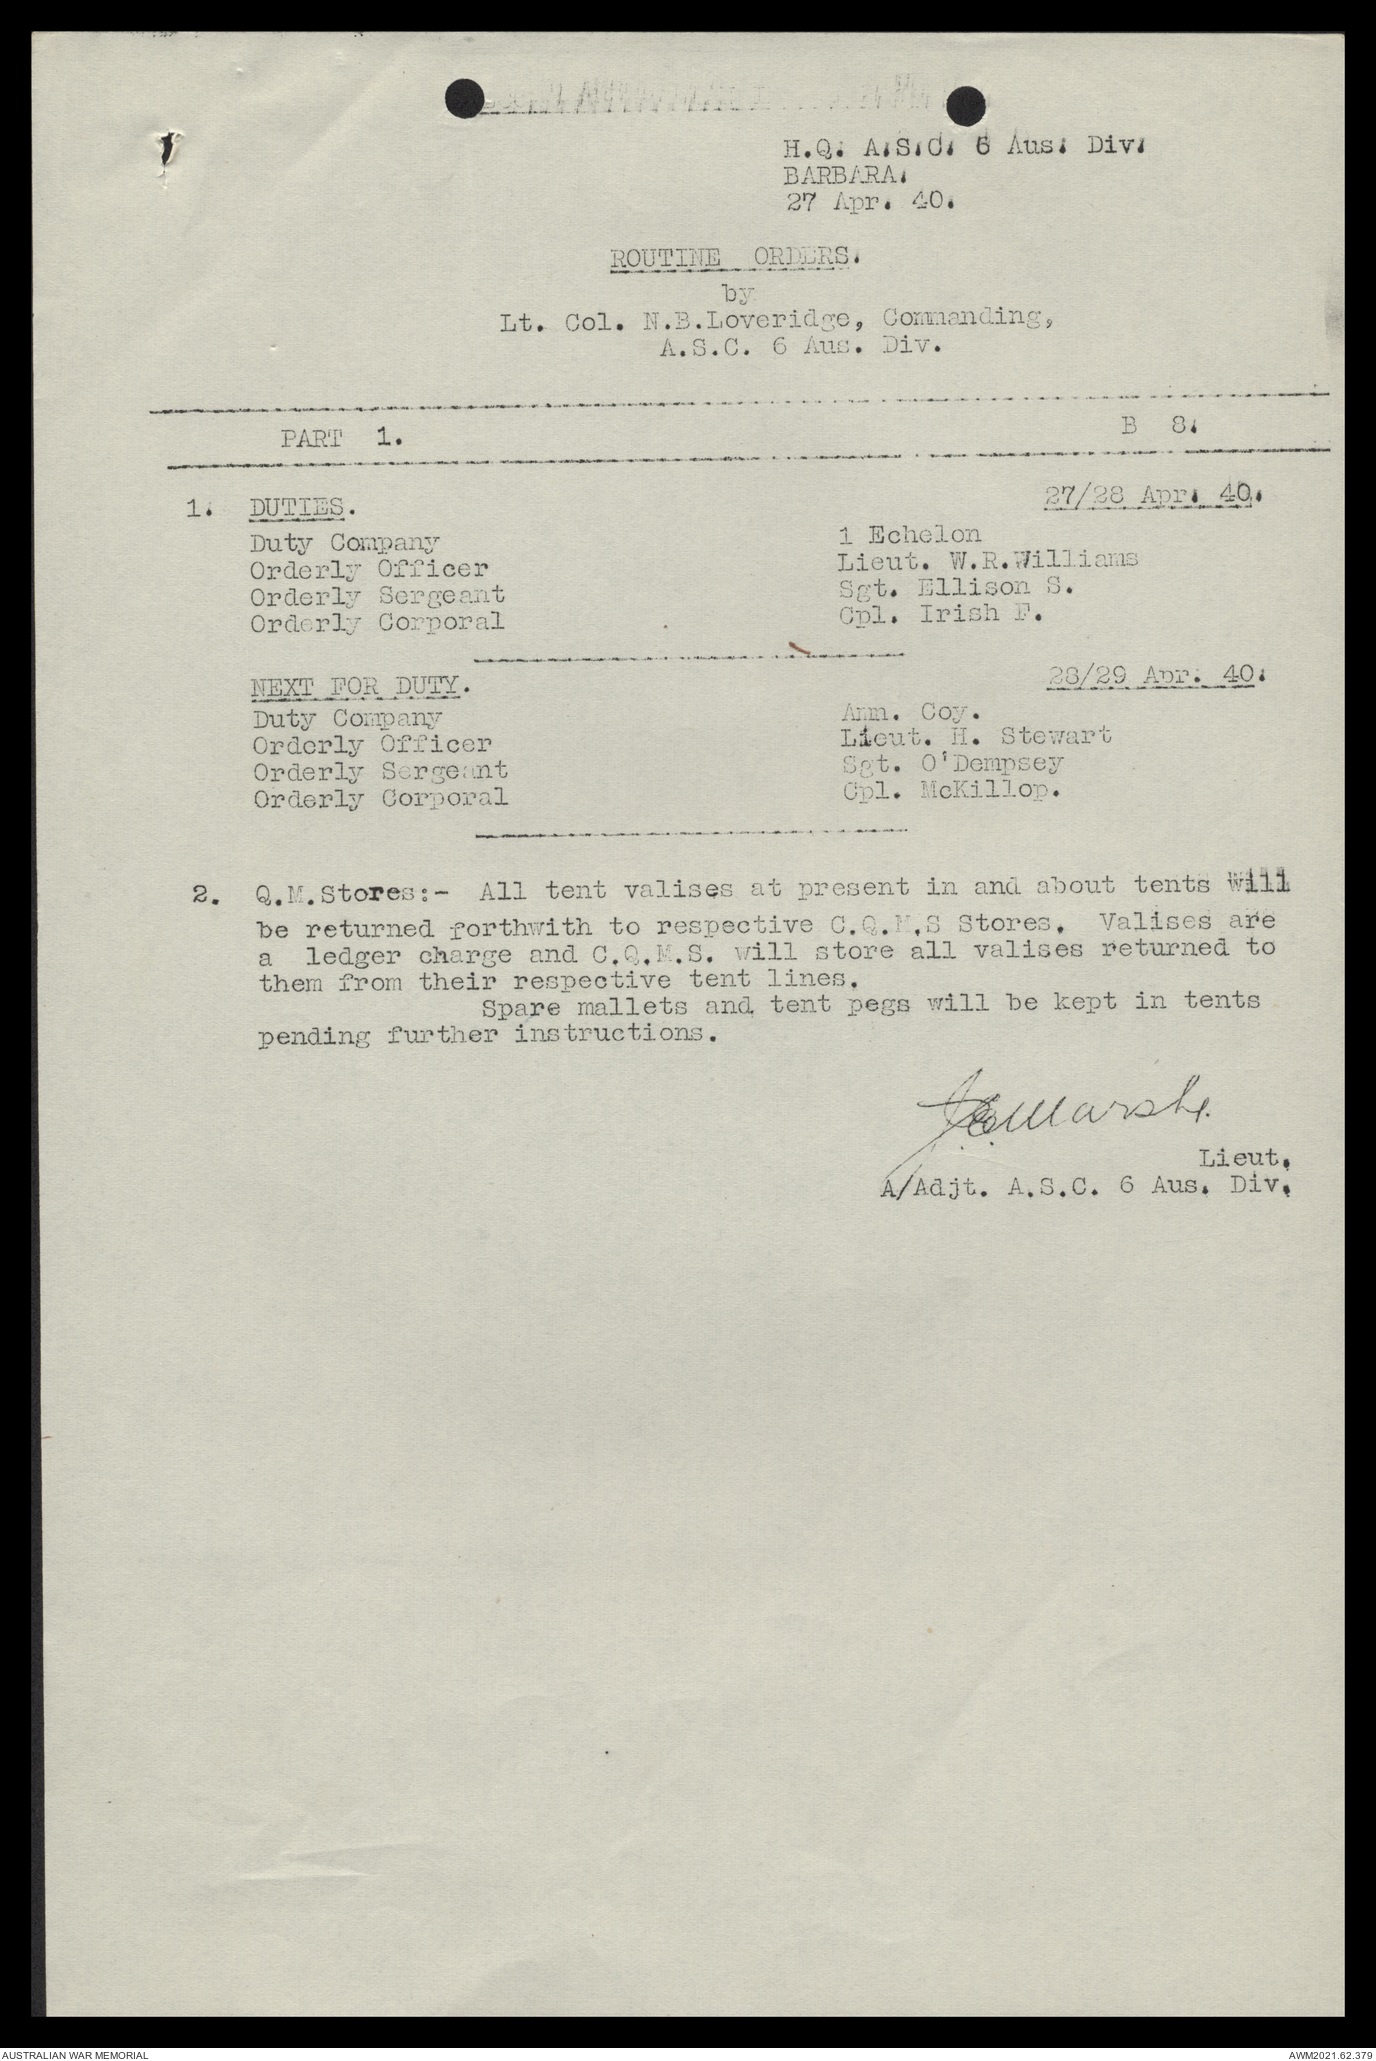 H.Q. A.S.C. 6 Aus. Div.
BARBARA.
27 Apr. 40.
ROUTINE ORDERS.
by
Lt. Col. N.B.Loveridge, Commanding,
A.S.C. 6 Aus. Div.
PART 1. B 8.
1. DUTIES. 27/28 Apr. 40.
Duty Company 1 Echelon
Orderly Officer Lieut. W.R.Williams
Orderly Sergeant Sgt. Ellison S.
Orderly Corporal Cpl. Irish F.
NEXT FOR DUTY. 28/29 Apr. 40.
Duty Company Amm. Coy.
Orderly Officer Lieut. H. Stewart
Orderly Sergeant Sgt. O'Dempsey
Orderly Corporal Cpl. McKillop.
2. Q.M.Stores:- All tent valises at present in and about tents will
be returned forthwith to respective C.Q.M.S Stores. Valises are
a ledger charge and C.Q.M.S. will store all valises returned to
them from their respective tent lines.
Spare mallets and tent pegs will be kept in tents
pending further instructions.
Marsh.
Lieut.
A/Adjt. A.S.C. 6 Aus. Div.
AUSTRALIAN WAR MEMORIAL AWM2021.62.379